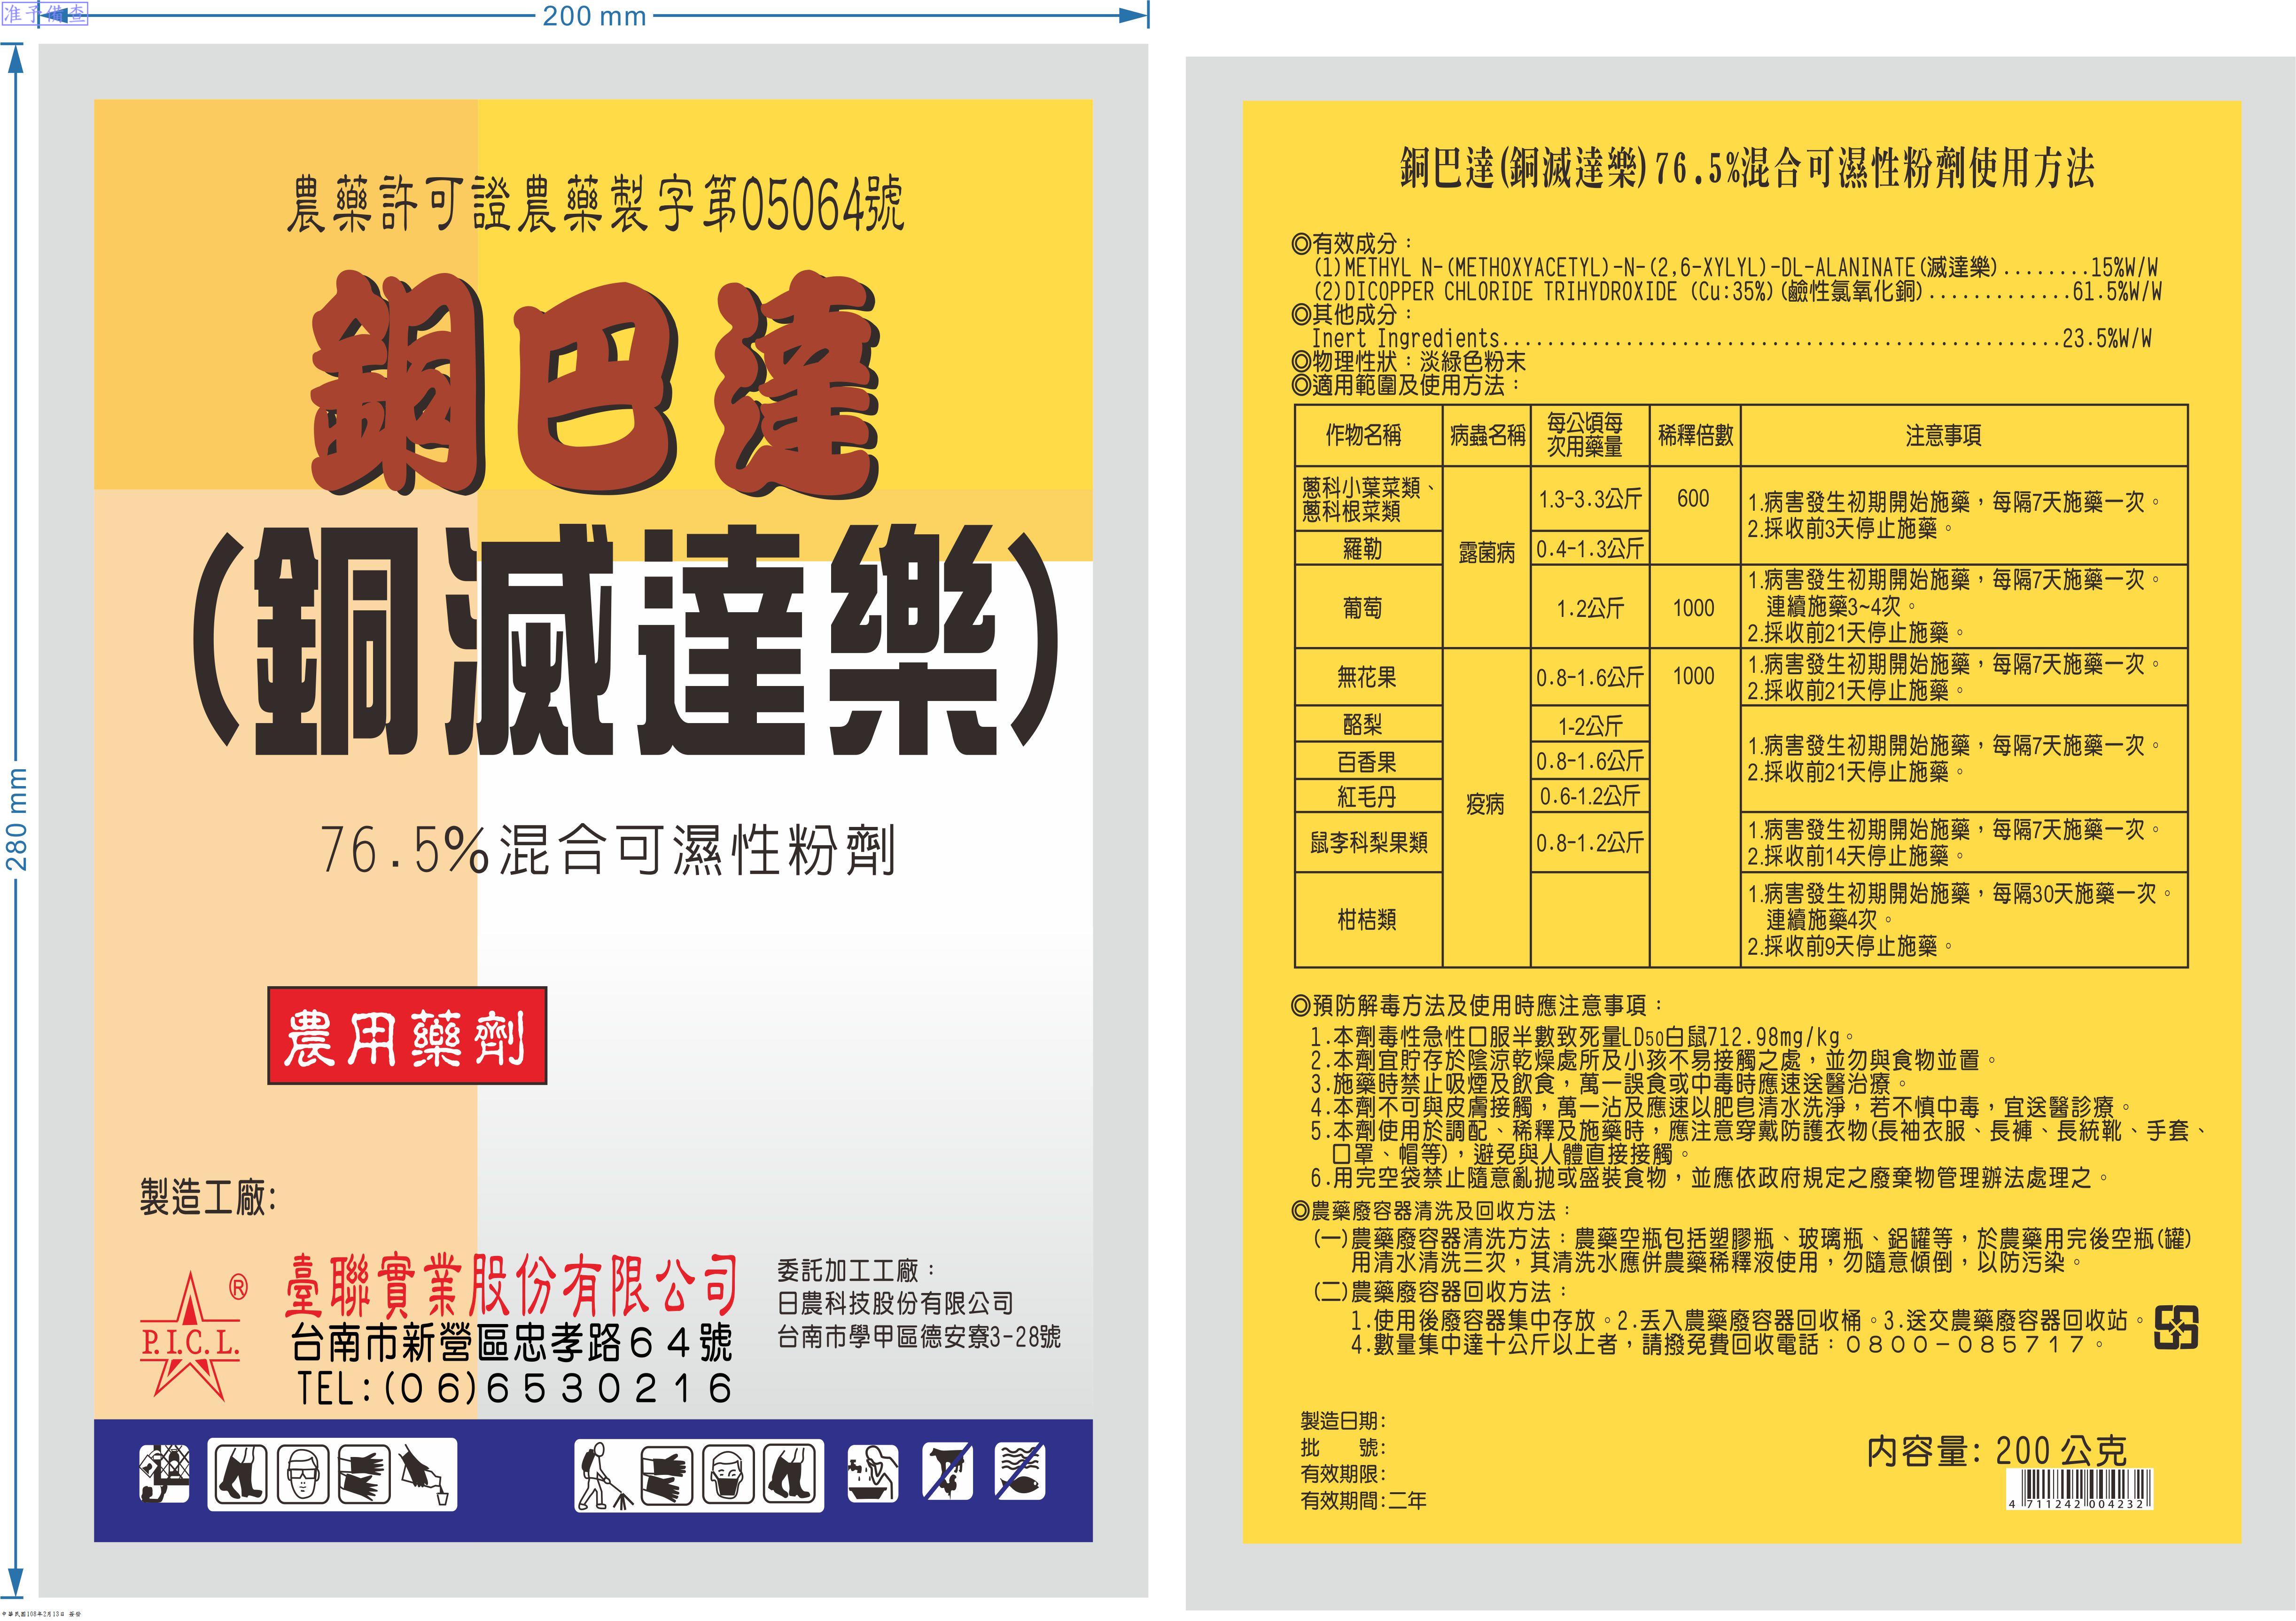 准予備查
200 mm
280 mm
農藥許可證農藥製字第05064號
銅巴達
(銅滅達樂)
76.5%混合可濕性粉劑
農用藥劑
製造工廠:
P.I.C.L.
®
臺聯實業股份有限公司
台南市新營區忠孝路64號
TEL:(06)6530216
委託加工工廠：
日農科技股份有限公司
台南市學甲區德安寮3-28號
中華民國108年2月13日 簽發
銅巴達(銅滅達樂)76.5%混合可濕性粉劑使用方法
◎有效成分：
(1)METHYL N-(METHOXYACETYL)-N-(2,6-XYLYL)-DL-ALANINATE(滅達樂)........15%W/W
(2)DICOPPER CHLORIDE TRIHYDROXIDE (Cu:35%)(鹼性氯氧化銅).............61.5%W/W
◎其他成分：
Inert Ingredients..................................................23.5%W/W
◎物理性狀：淡綠色粉末
◎適用範圍及使用方法：
作物名稱 病蟲名稱 每公頃每次用藥量 稀釋倍數 注意事項
蔥科小葉菜類、
蔥科根菜類
1.3-3.3公斤
600
1.病害發生初期開始施藥，每隔7天施藥一次。
2.採收前3天停止施藥。
羅勒
露菌病
0.4-1.3公斤
葡萄
1.2公斤
1000
1.病害發生初期開始施藥，每隔7天施藥一次。
連續施藥3~4次。
2.採收前21天停止施藥。
無花果
0.8-1.6公斤
1000
1.病害發生初期開始施藥，每隔7天施藥一次。
2.採收前21天停止施藥。
酪梨
1-2公斤
百香果
0.8-1.6公斤
1.病害發生初期開始施藥，每隔7天施藥一次。
2.採收前21天停止施藥。
紅毛丹
疫病
0.6-1.2公斤
鼠李科梨果類
0.8-1.2公斤
1.病害發生初期開始施藥，每隔7天施藥一次。
2.採收前14天停止施藥。
柑桔類
1.病害發生初期開始施藥，每隔30天施藥一次。
連續施藥4次。
2.採收前9天停止施藥。
◎預防解毒方法及使用時應注意事項：
1.本劑毒性急性口服半數致死量LD50白鼠712.98mg/kg。
2.本劑宜貯存於陰涼乾燥處所及小孩不易接觸之處，並勿與食物並置。
3.施藥時禁止吸煙及飲食，萬一誤食或中毒時應速送醫治療。
4.本劑不可與皮膚接觸，萬一沾及應速以肥皂清水洗淨，若不慎中毒，宜送醫診療。
5.本劑使用於調配、稀釋及施藥時，應注意穿戴防護衣物(長袖衣服、長褲、長統靴、手套、
口罩、帽等)，避免與人體直接接觸。
6.用完空袋禁止隨意亂拋或盛裝食物，並應依政府規定之廢棄物管理辦法處理之。
◎農藥廢容器清洗及回收方法：
(一)農藥廢容器清洗方法：農藥空瓶包括塑膠瓶、玻璃瓶、鋁罐等，於農藥用完後空瓶(罐)
用清水清洗三次，其清洗水應併農藥稀釋液使用，勿隨意傾倒，以防污染。
(二)農藥廢容器回收方法：
1.使用後廢容器集中存放。2.丟入農藥廢容器回收桶。3.送交農藥廢容器回收站。
4.數量集中達十公斤以上者，請撥免費回收電話：0800-085717。
製造日期:
批　　號:
有效期限:
有效期間:二年
內容量: 200 公克
4 711242 004232